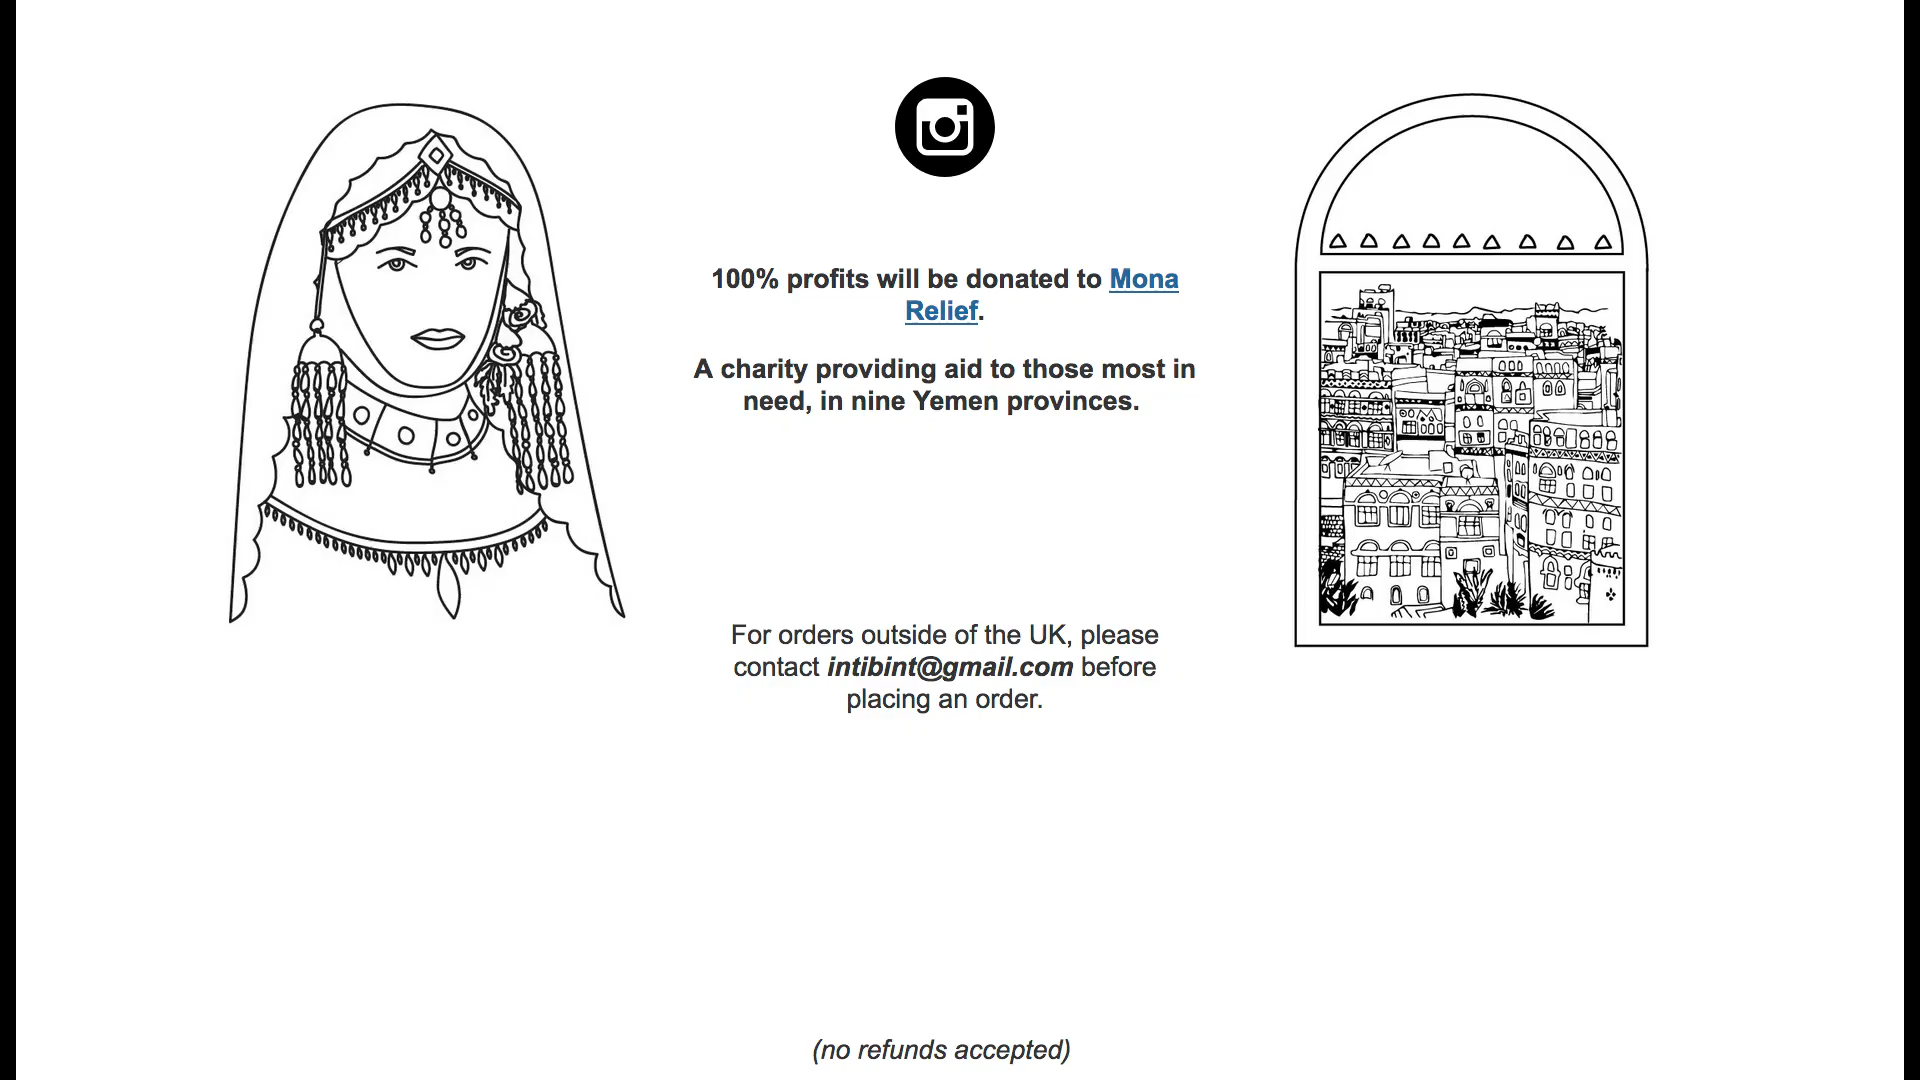 100% profits will be donated to Mona
Relief.
A charity providing aid to those most in
need, in nine Yemen provinces.
For orders outside of the UK, please
contact intibint@gmail.com before
placing an order.
(no refunds accepted)